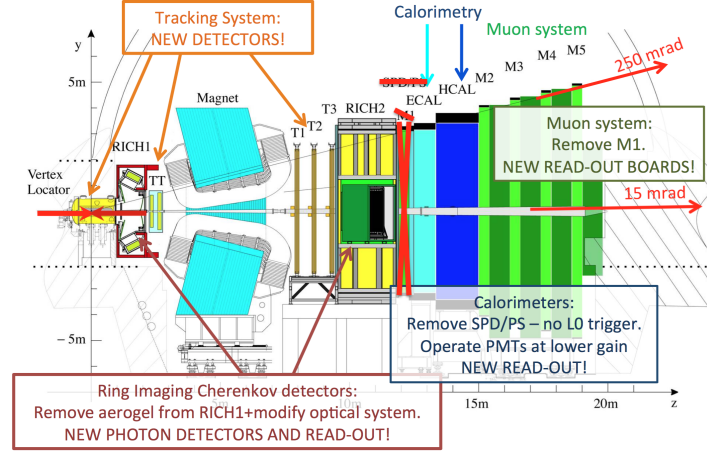 Tracking System:
NEW DETECTORS!
Calorimetry
Muon system
y
5m
Magnet
T1
T2
T3
RICH2
SPD/PS
M1
ECAL
HCAL
M2
M3
M4
M5
250 mrad
RICH1
TT
Vertex
Locator
Muon system:
Remove M1.
NEW READ-OUT BOARDS!
15 mrad
Calorimeters:
Remove SPD/PS – no L0 trigger.
Operate PMTs at lower gain
NEW READ-OUT!
– 5m
Ring Imaging Cherenkov detectors:
Remove aerogel from RICH1+modify optical system.
NEW PHOTON DETECTORS AND READ-OUT!
5m
10m
15m
20m
z